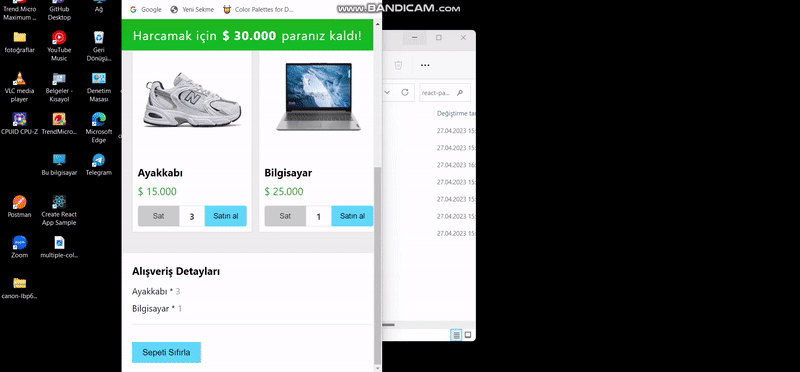 Trend Micro
Maximum ...
GitHub
Desktop
Ağ
fotoğraflar
YouTube
Music
Geri
Dönüşü...
VLC media
player
Belgeler -
Kısayol
Denetim
Masası
CPUID CPU-Z
TrendMicro...
Microsoft
Edge
Bu bilgisayar
Telegram
Postman
Create React
App Sample
Zoom
multiple-col...
canon-lbp6...
Google
Yeni Sekme
Color Palettes for D...
www.BANDICAM.com
Harcamak için $ 30.000 paranız kaldı!
Ayakkabı
$ 15.000
Sat 3 Satın al
Bilgisayar
$ 25.000
Sat 1 Satın al
Alışveriş Detayları
Ayakkabı * 3
Bilgisayar * 1
Sepeti Sıfırla
react-pa...
Değiştirme tar
27.04.2023 15:
27.04.2023 15:
27.04.2023 16:
27.04.2023 15:
27.04.2023 15:
27.04.2023 15:
27.04.2023 15: